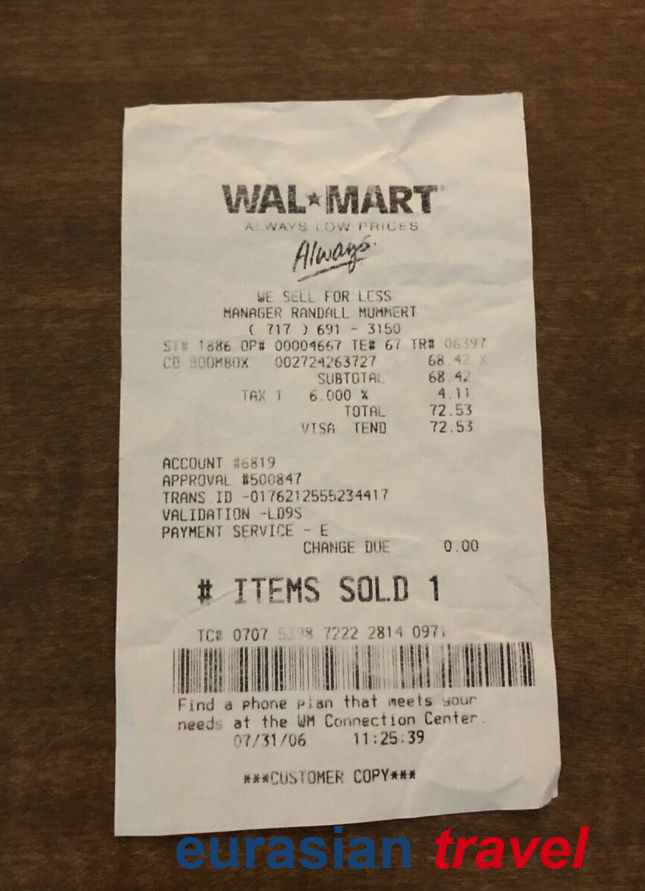 WAL★MART
ALWAYS LOW PRICES
Always.
WE SELL FOR LESS
MANAGER RANDALL MUMMERT
( 717 ) 691 - 3150
ST# 1886 OP# 00004667 TE# 67 TR# 06397
CD BOOMBOX 002724263727 68.42 X
SUBTOTAL 68.42
TAX 1 6.000 % 4.11
TOTAL 72.53
VISA TEND 72.53
ACCOUNT #6819
APPROVAL #500847
TRANS ID -0176212555234417
VALIDATION -LD9S
PAYMENT SERVICE - E
CHANGE DUE 0.00
# ITEMS SOLD 1
TC# 0707 7222 2814
Find a phone plan that meets your
needs at the WM Connection Center.
07/31/06 11:25:39
***CUSTOMER COPY***
eurasian travel